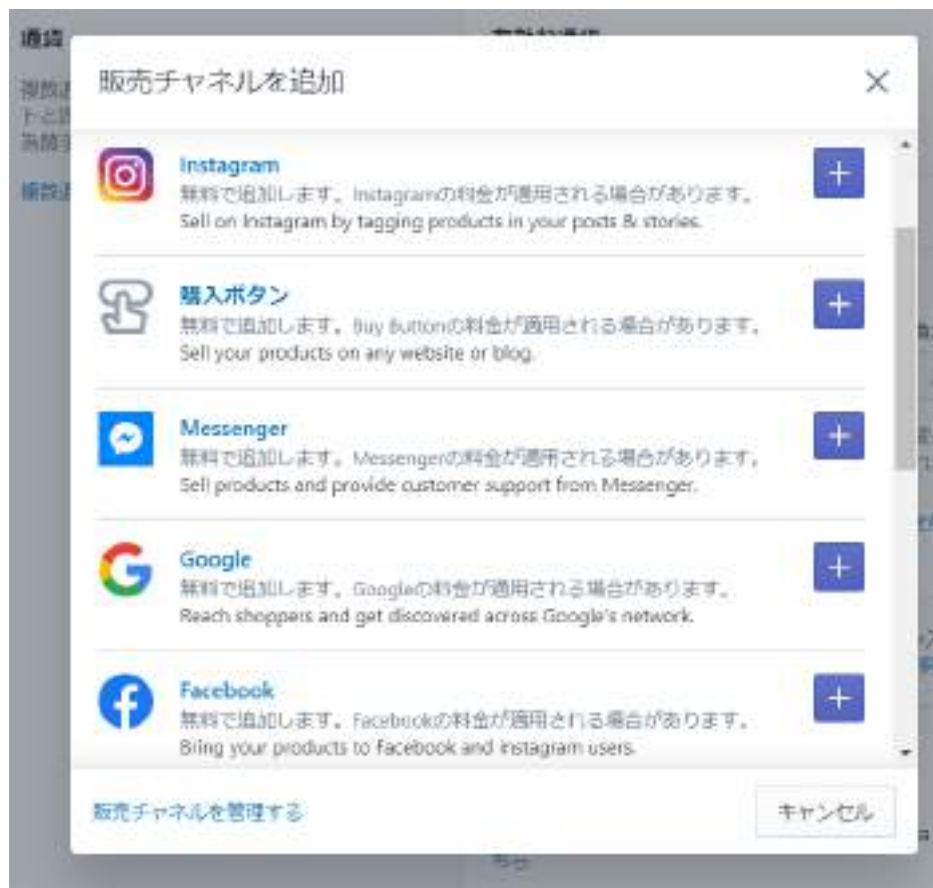 通貨
販売チャネルを追加
複数通
Instagram
無料で追加します。Instagramの料金が適用される場合があります。
Sell on Instagram by tagging products in your posts & stories.
購入ボタン
無料で追加します。Buy Buttonの料金が適用される場合があります。
Sell your products on any website or blog.
Messenger
無料で追加します。Messengerの料金が適用される場合があります。
Sell products and provide customer support from Messenger.
Google
無料で追加します。Googleの料金が適用される場合があります。
Reach shoppers and get discovered across Google's network.
Facebook
無料で追加します。Facebookの料金が適用される場合があります。
Bring your products to Facebook and Instagram users.
販売チャネルを管理する
キャンセル
ちら